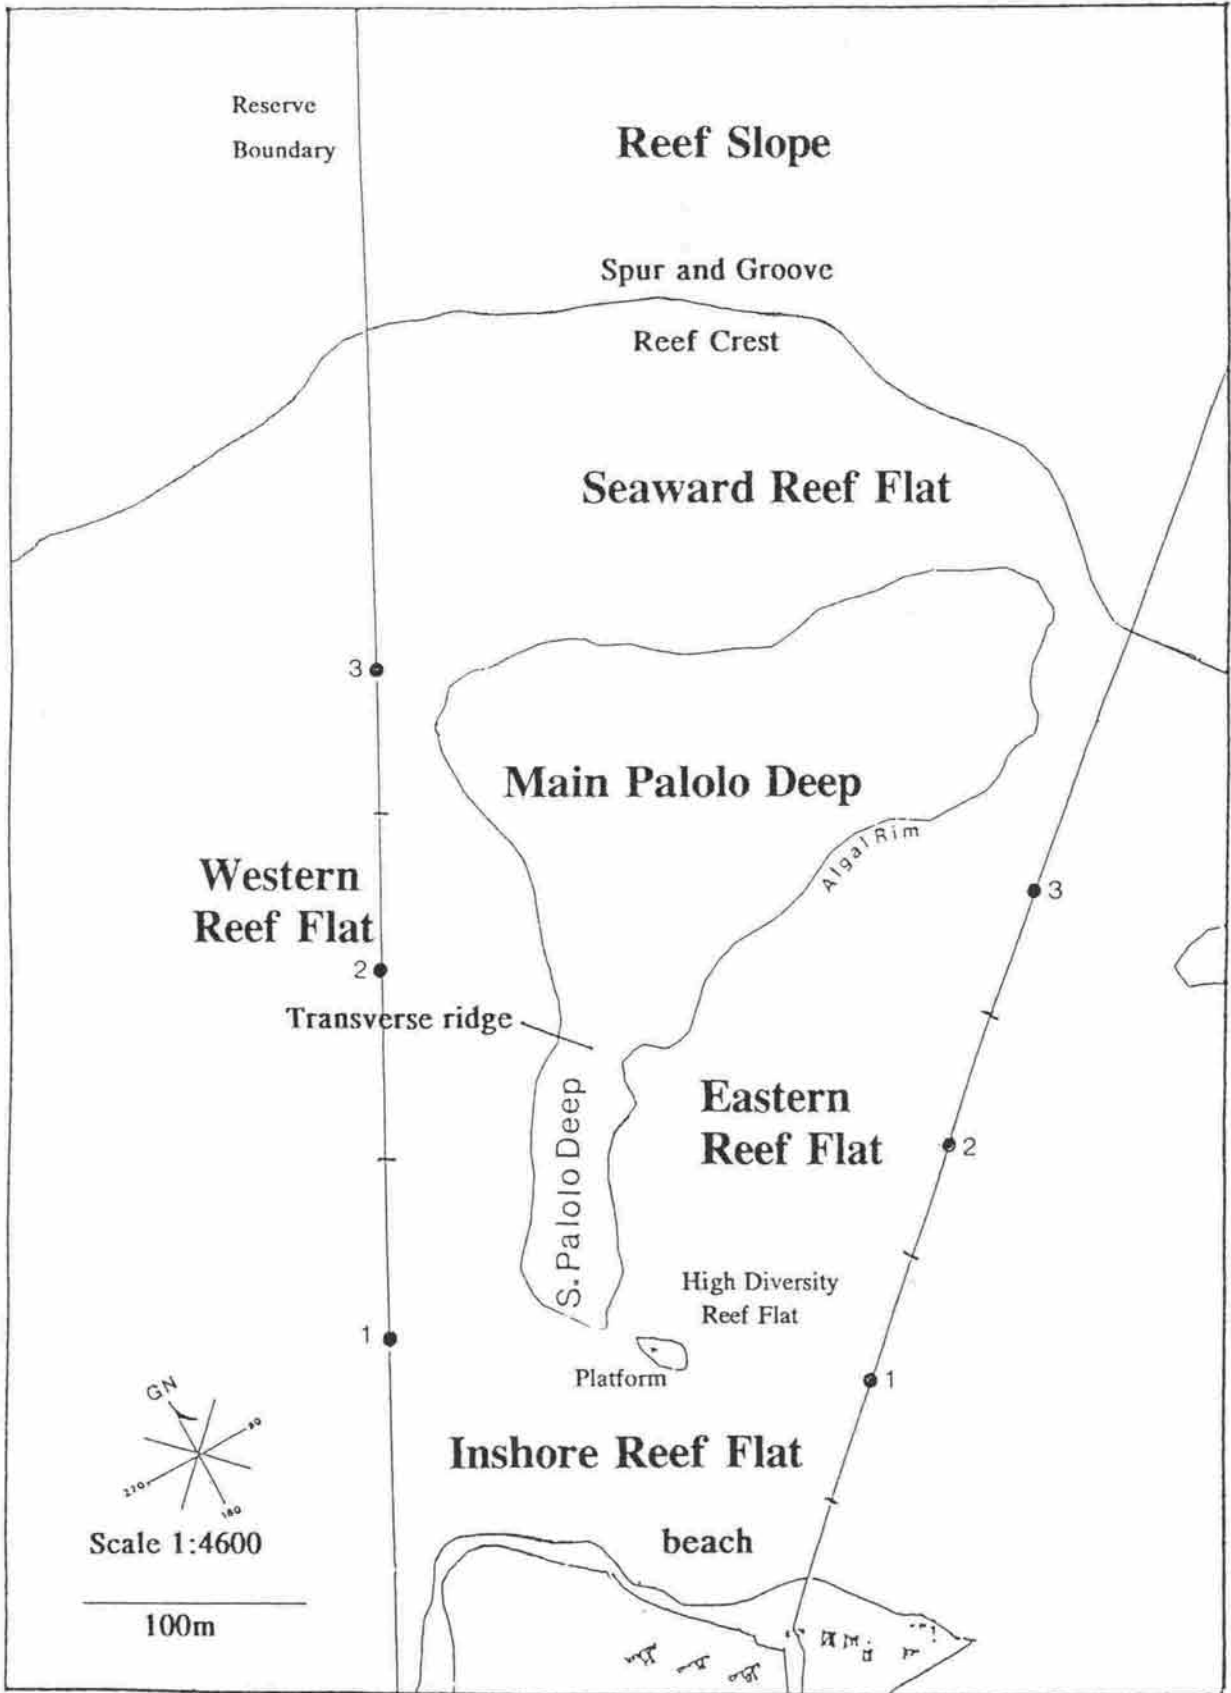 Reserve
Boundary
Reef Slope
Spur and Groove
Reef Crest
Seaward Reef Flat
3
Main Palolo Deep
Algal Rim
Western
Reef Flat
3
2
Transverse ridge
S. Palolo Deep
Eastern
Reef Flat
2
High Diversity
Reef Flat
1
Platform
1
GN
90
270
180
Inshore Reef Flat
Scale 1:4600
beach
100m